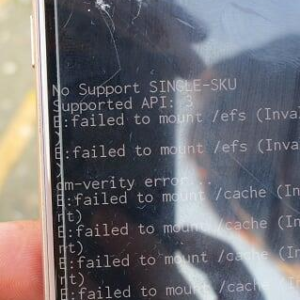 No Support SINGLE-SKU
Supported API: 3
E:failed to mount /efs (Inva
)
E:failed to mount /efs (Inva
)
dm-verity error...
E:failed to mount /cache (In
nt)
E:failed to mount /cache (In
nt)
E:failed to mount /cache (In
nt)
E:failed to mount /cache (In